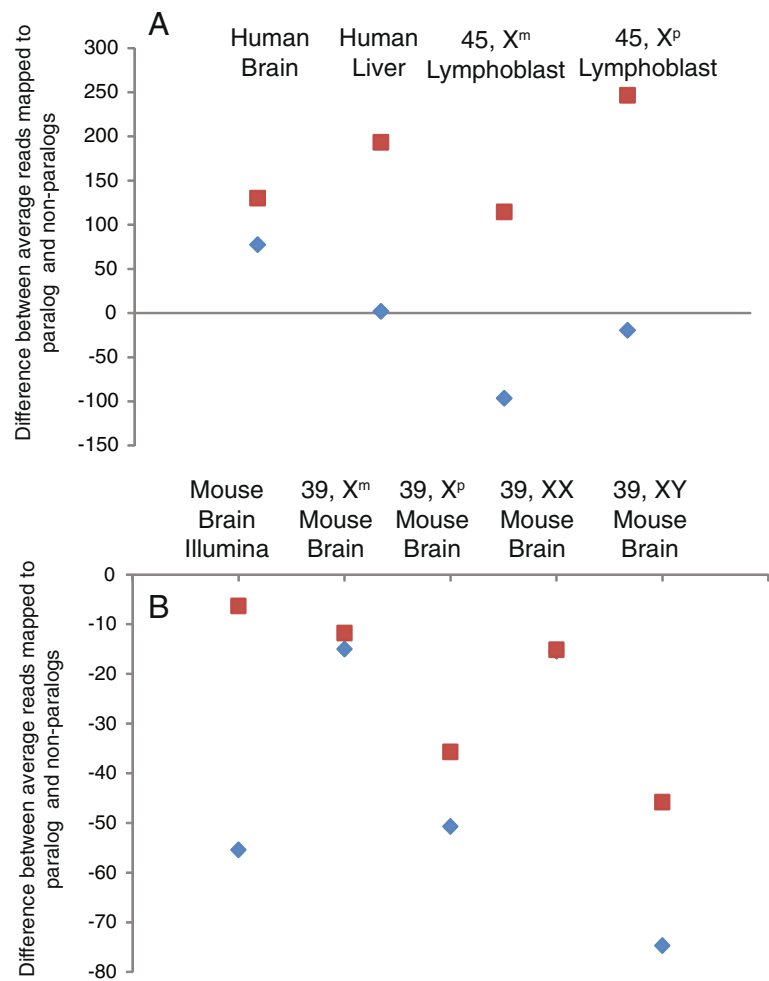 A
Human Brain
Human Liver
45, Xᵐ Lymphoblast
45, Xᵖ Lymphoblast
Difference between average reads mapped to
paralog and non-paralogs
300
250
200
150
100
50
0
-50
-100
-150
Mouse Brain Illumina
39, Xᵐ Mouse Brain
39, Xᵖ Mouse Brain
39, XX Mouse Brain
39, XY Mouse Brain
B
Difference between average reads mapped to
paralog and non-paralogs
0
-10
-20
-30
-40
-50
-60
-70
-80